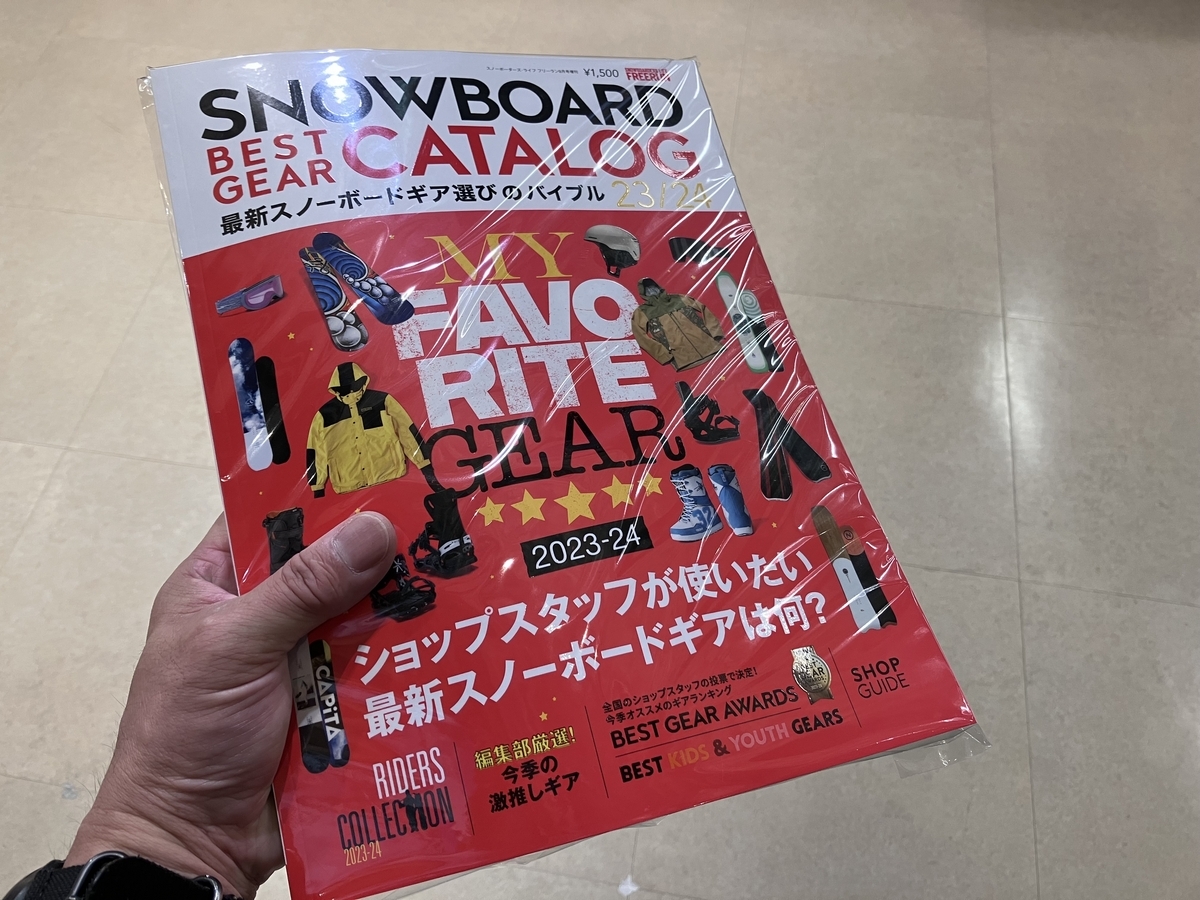 スノーボーダーズ・ライフ フリーラン9月号増刊 ¥1,500 FREERUN
SNOWBOARD
BEST
GEAR
CATALOG
最新スノーボードギア選びのバイブル 23/24
MY
FAVO
RITE
GEAR
2023-24
ショップスタッフが使いたい
最新スノーボードギアは何?
CAPiTA
RIDERS
COLLECTION
2023-24
編集部厳選!
今季の
激推しギア
全国のショップスタッフの投票で決定!
今季オススメのギアランキング
BEST GEAR AWARDS
BEST KIDS & YOUTH GEARS
SHOP
GUIDE